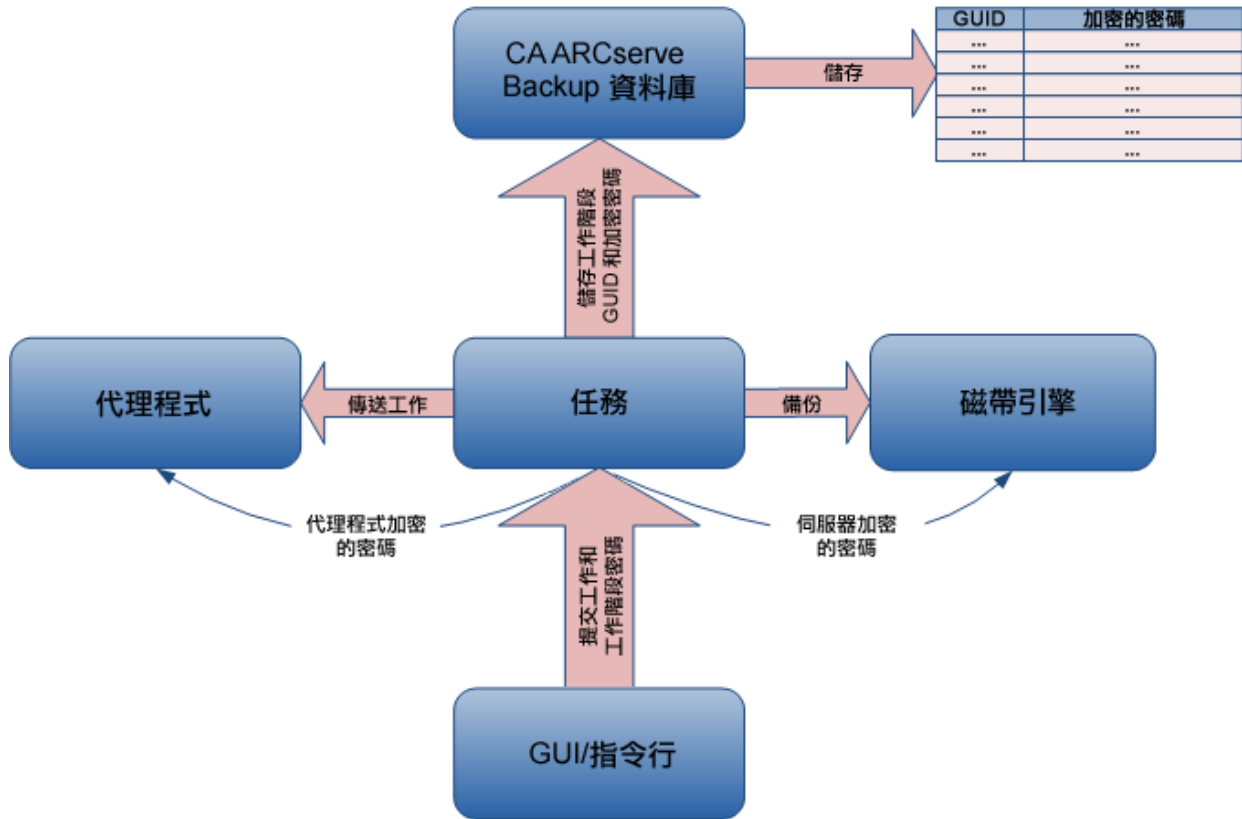 CA ARCserve
Backup 資料庫
儲存
GUID 加密的密碼
... ...
... ...
... ...
... ...
... ...
... ...
儲存工作階段
GUID 和加密密碼
代理程式
傳送工作
任務
備份
磁帶引擎
代理程式加密
的密碼
伺服器加密
的密碼
提交工作和
工作階段密碼
GUI/指令行